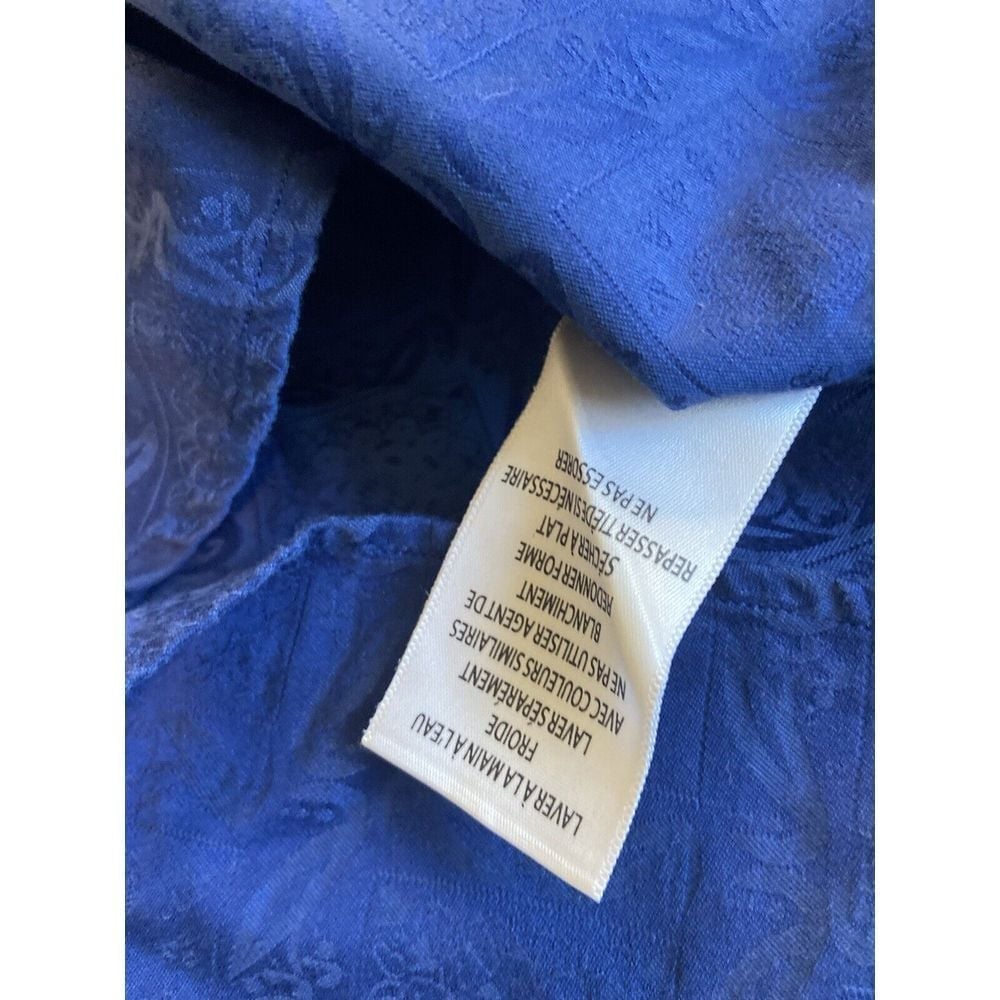 LAVER À LA MAIN À L'EAU
FROIDE
LAVER SÉPARÉMENT
AVEC COULEURS SIMILAIRES
NE PAS UTILISER AGENT DE
BLANCHIMENT
REDONNER FORME
SÉCHER À PLAT
REPASSER TIÈDE SI NÉCESSAIRE
NE PAS ESSORER